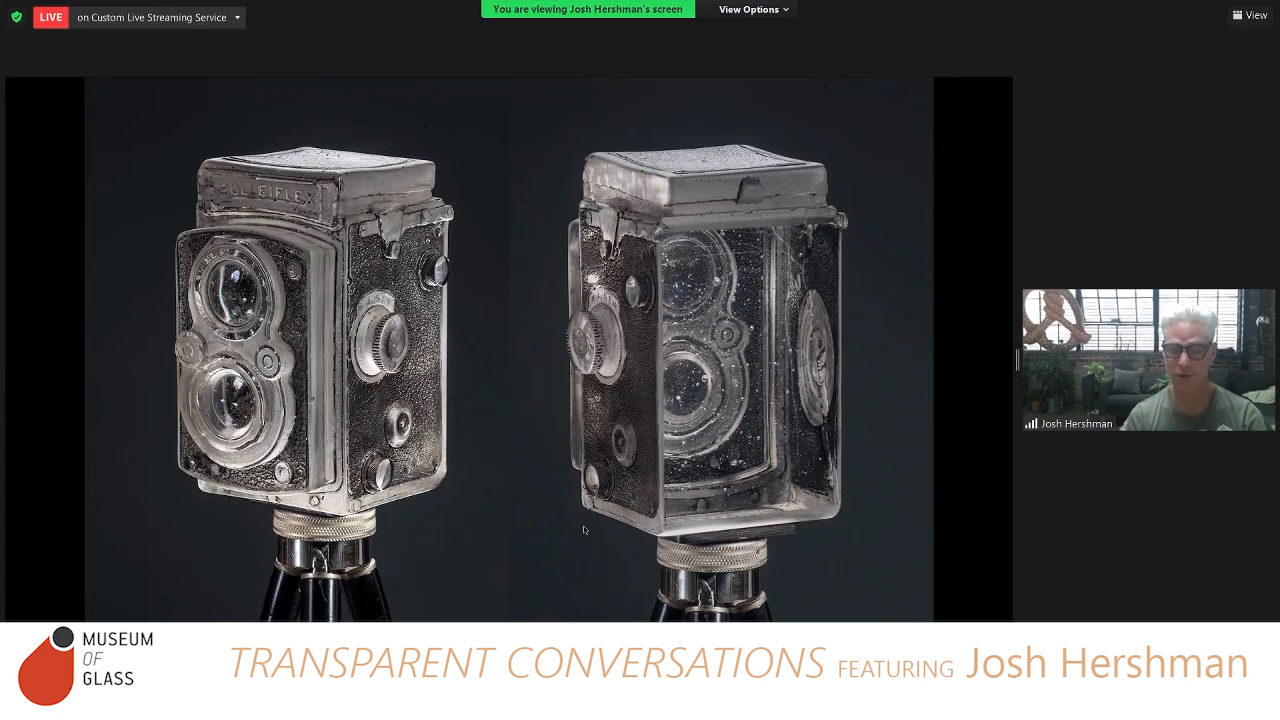 LIVE on Custom Live Streaming Service
You are viewing Josh Hershman's screen
View Options
View
ROLLEIFLEX
Josh Hershman
MUSEUM
OF
GLASS
TRANSPARENT CONVERSATIONS FEATURING Josh Hershman